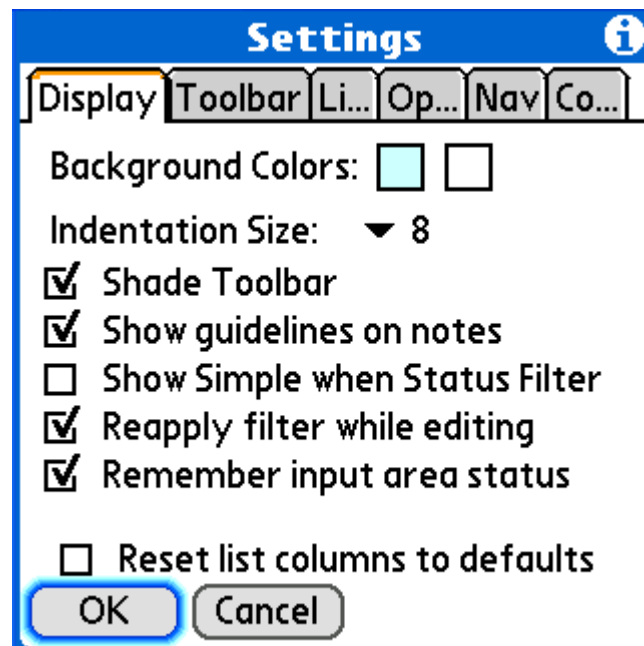 Settings
Display Toolbar Li... Op... Nav Co...
Background Colors:
Indentation Size: 8
Shade Toolbar
Show guidelines on notes
Show Simple when Status Filter
Reapply filter while editing
Remember input area status
Reset list columns to defaults
OK Cancel